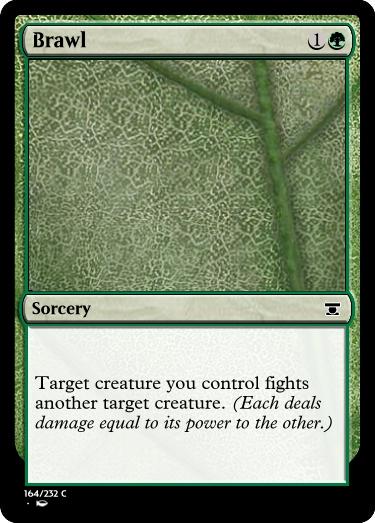 Brawl 1
Sorcery
Target creature you control fights
another target creature. (Each deals
damage equal to its power to the other.)
164/232 C